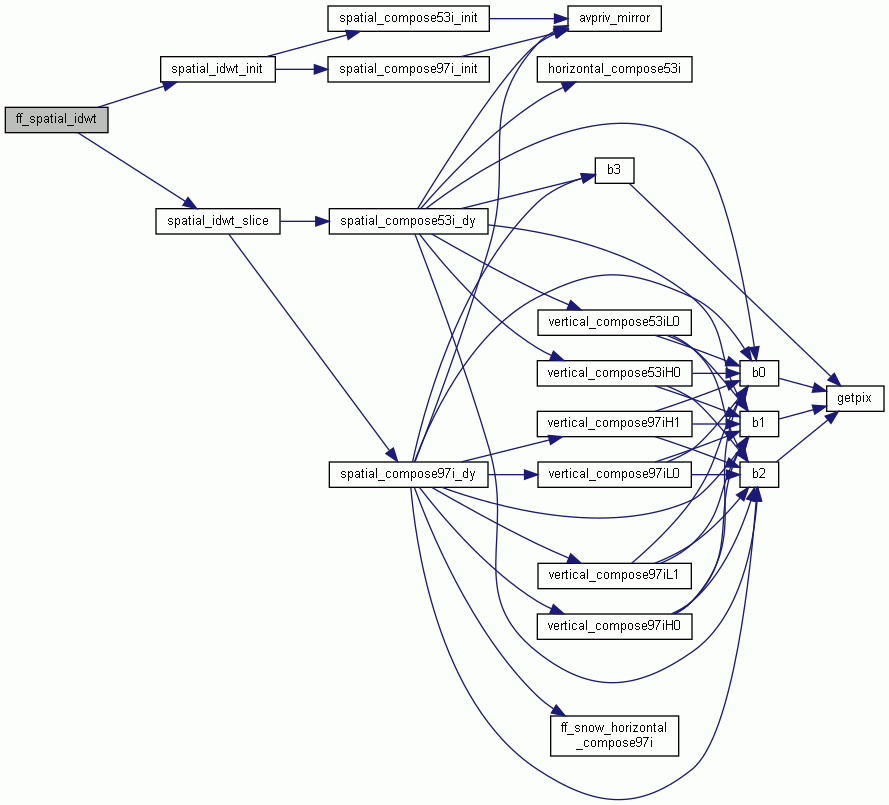 spatial_compose53i_init
avpriv_mirror
spatial_idwt_init
spatial_compose97i_init
horizontal_compose53i
ff_spatial_idwt
b3
spatial_idwt_slice
spatial_compose53i_dy
vertical_compose53iL0
vertical_compose53iH0
b0
getpix
vertical_compose97iH1
b1
spatial_compose97i_dy
vertical_compose97iL0
b2
vertical_compose97iL1
vertical_compose97iH0
ff_snow_horizontal
_compose97i